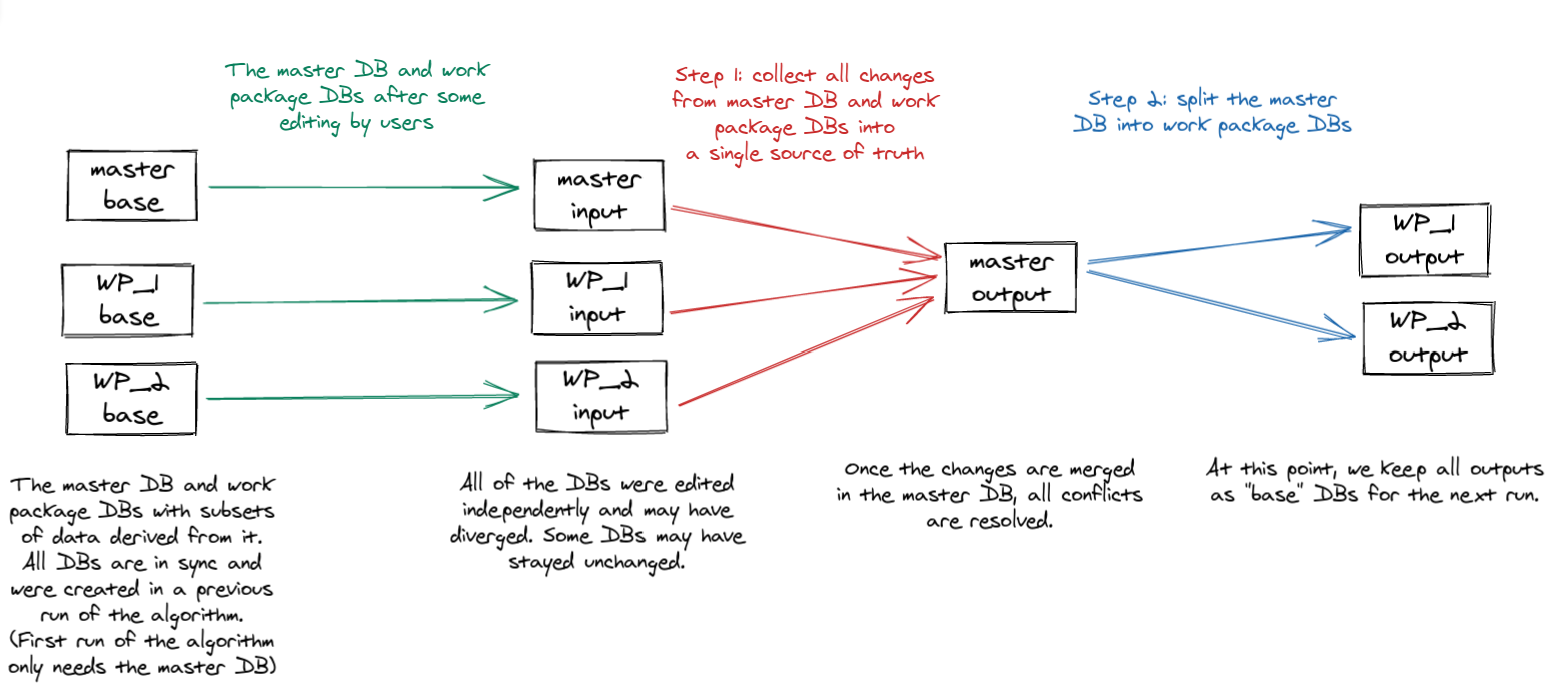 The master DB and work
package DBs after some
editing by users
Step 1: collect all changes
from master DB and work
package DBs into
a single source of truth
Step 2: split the master
DB into work package DBs
master
base
master
input
WP_1
base
WP_1
input
WP_2
base
WP_2
input
master
output
WP_1
output
WP_2
output
The master DB and work
package DBs with subsets
of data derived from it.
All DBs are in sync and
were created in a previous
run of the algorithm.
(First run of the algorithm
only needs the master DB)
All of the DBs were edited
independently and may have
diverged. Some DBs may have
stayed unchanged.
Once the changes are merged
in the master DB, all conflicts
are resolved.
At this point, we keep all outputs
as "base" DBs for the next run.